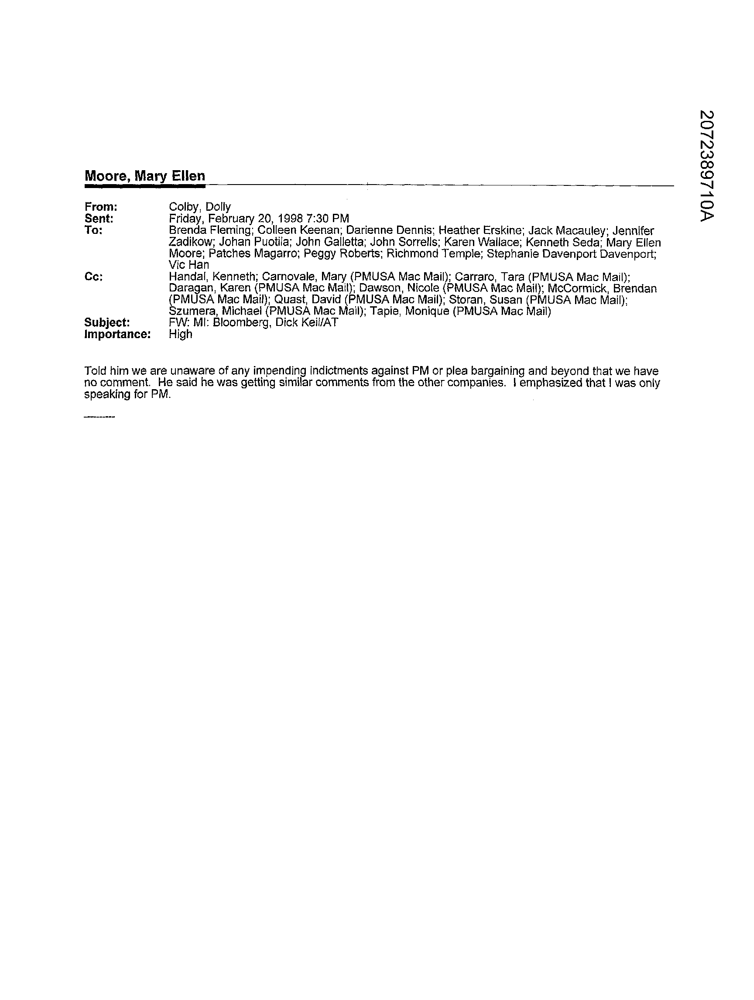 2072389710A
Moore, Mary Ellen
From: Colby, Dolly
Sent: Friday, February 20, 1998 7:30 PM
To: Brenda Fleming; Colleen Keenan; Darienne Dennis; Heather Erskine; Jack Macauley; Jennifer
Zadikow; Johan Puotila; John Galletta; John Sorrells; Karen Wallace; Kenneth Seda; Mary Ellen
Moore; Patches Magarro; Peggy Roberts; Richmond Temple; Stephanie Davenport Davenport;
Vic Han
Cc: Handal, Kenneth; Carnovale, Mary (PMUSA Mac Mail); Carraro, Tara (PMUSA Mac Mail);
Daragan, Karen (PMUSA Mac Mail); Dawson, Nicole (PMUSA Mac Mail); McCormick, Brendan
(PMUSA Mac Mail); Quast, David (PMUSA Mac Mail); Storan, Susan (PMUSA Mac Mail);
Szumera, Michael (PMUSA Mac Mail); Tapie, Monique (PMUSA Mac Mail)
Subject: FW: MI: Bloomberg, Dick Keil/AT
Importance: High
Told him we are unaware of any impending indictments against PM or plea bargaining and beyond that we have
no comment. He said he was getting similar comments from the other companies. I emphasized that I was only
speaking for PM.